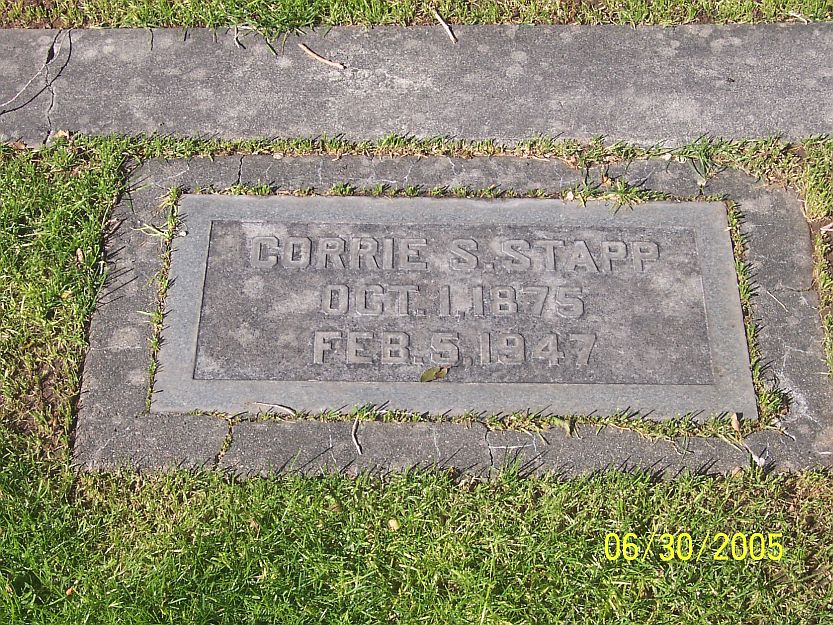 CORRIE S. STAPP
OCT. 1, 1875
FEB. 5, 1947
06/30/2005